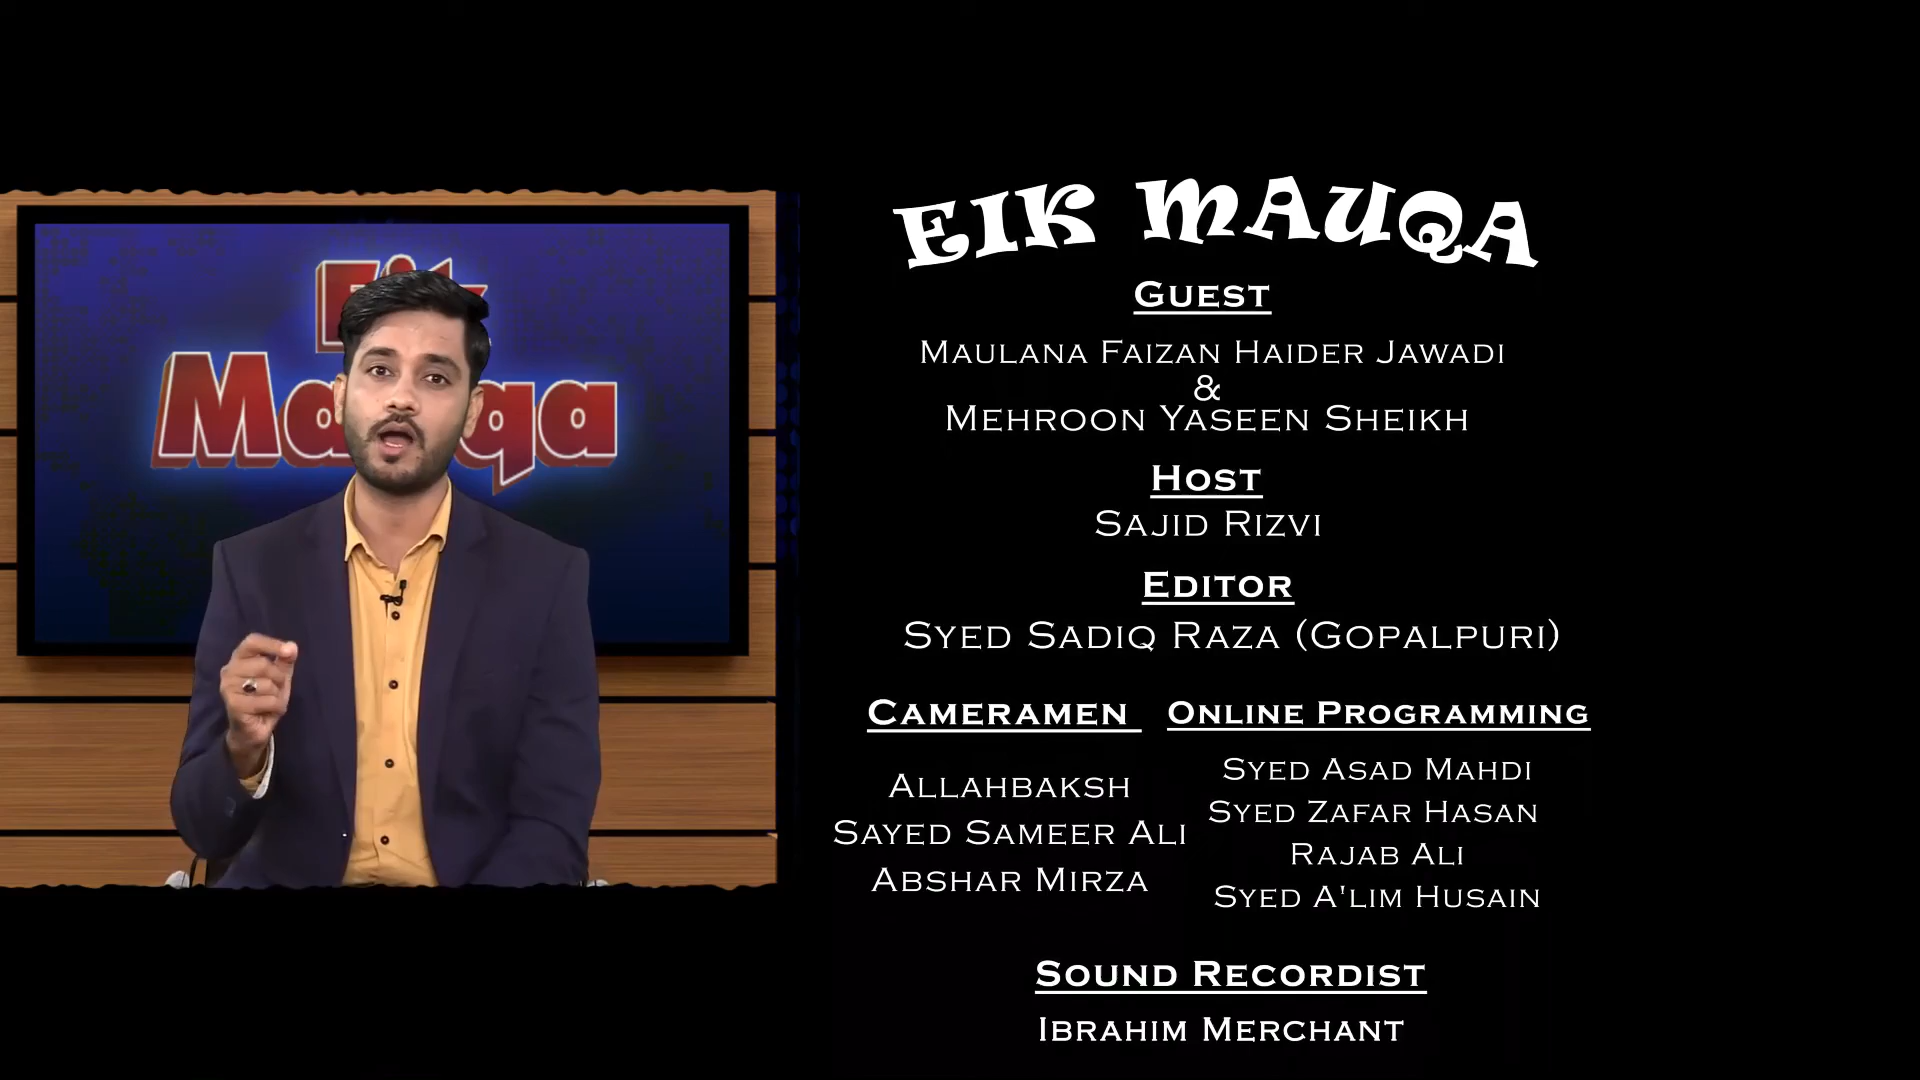 Eik
Mauqa
EIK MAUQA
GUEST
MAULANA FAIZAN HAIDER JAWADI
&
MEHROON YASEEN SHEIKH
HOST
SAJID RIZVI
EDITOR
SYED SADIQ RAZA (GOPALPURI)
CAMERAMEN
ALLAHBAKSH
SAYED SAMEER ALI
ABSHAR MIRZA
ONLINE PROGRAMMING
SYED ASAD MAHDI
SYED ZAFAR HASAN
RAJAB ALI
SYED A'LIM HUSAIN
SOUND RECORDIST
IBRAHIM MERCHANT